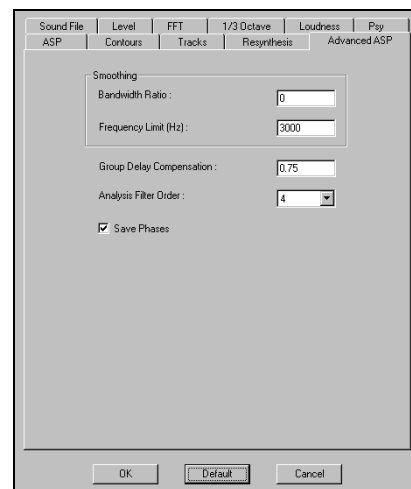 Sound File Level FFT 1/3 Octave Loudness Psy
ASP Contours Tracks Resynthesis Advanced ASP
Smoothing
Bandwidth Ratio : 0
Frequency Limit (Hz) : 3000
Group Delay Compensation : 0.75
Analysis Filter Order : 4
Save Phases
OK Default Cancel